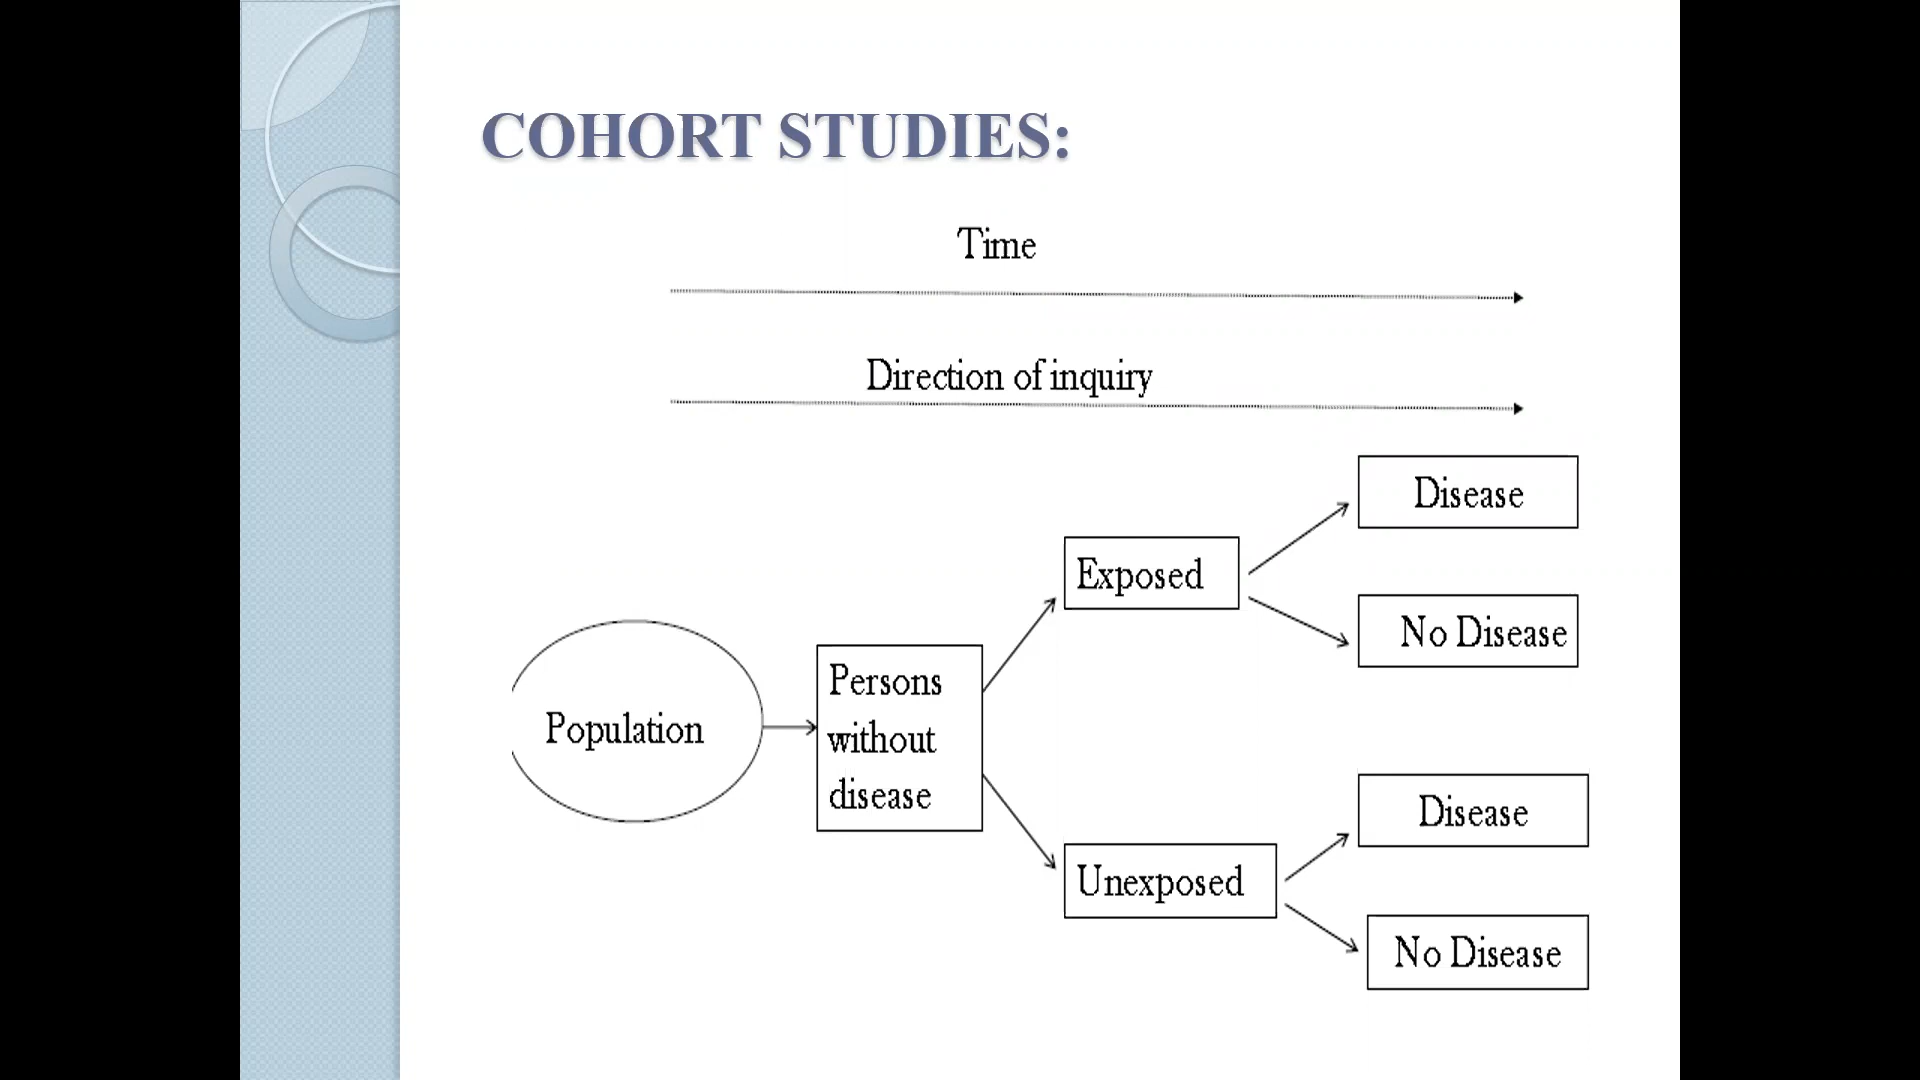 COHORT STUDIES:
Time
Direction of inquiry
Disease
Exposed
No Disease
Population
Persons
without
disease
Disease
Unexposed
No Disease